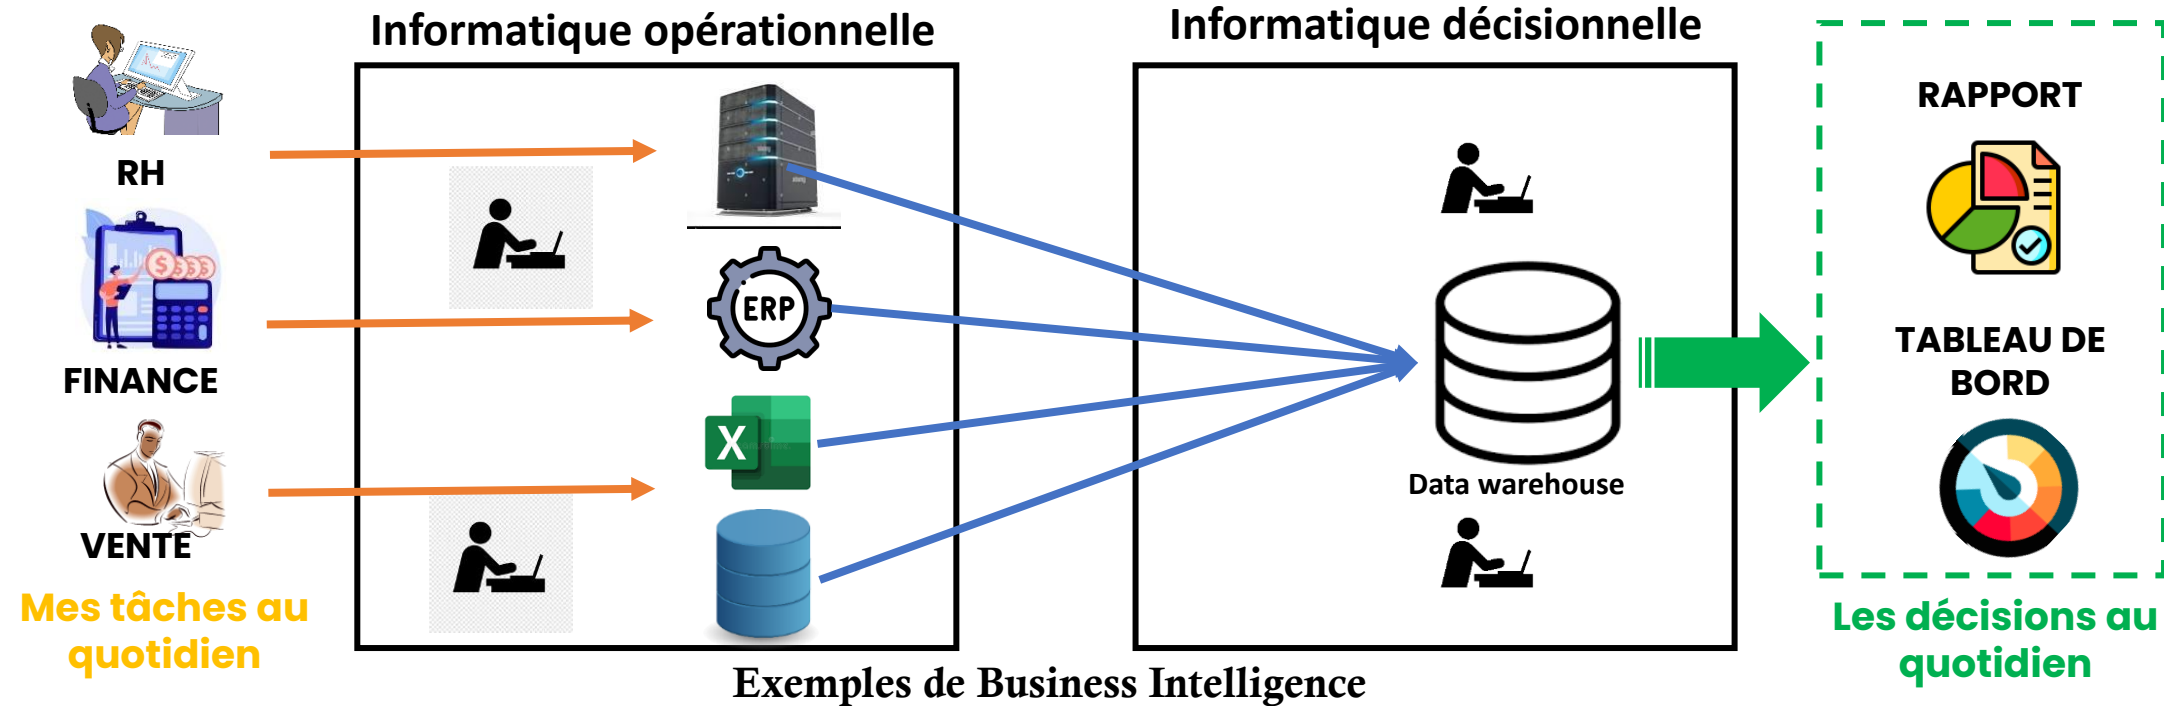 Informatique opérationnelle
Informatique décisionnelle
RH
FINANCE
VENTE
Mes tâches au
quotidien
ERP
X
Data warehouse
RAPPORT
TABLEAU DE
BORD
Les décisions au
quotidien
Exemples de Business Intelligence